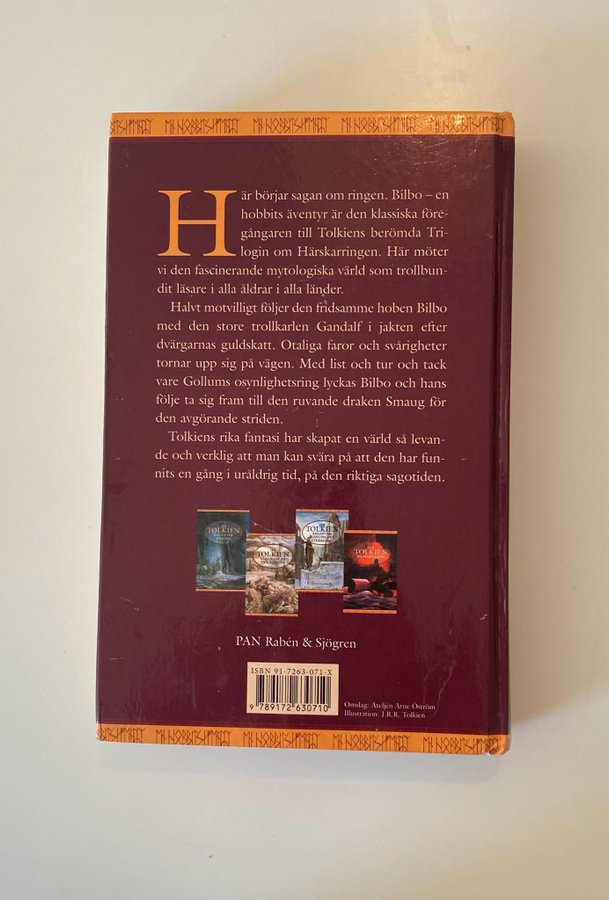 Här börjar sagan om ringen. Bilbo – en
hobbits äventyr är den klassiska före-
gångaren till Tolkiens berömda Tri-
login om Härskarringen. Här möter
vi den fascinerande mytologiska värld som trollbun-
dit läsare i alla åldrar i alla länder.
Halvt motvilligt följer den fridsamme hoben Bilbo
med den store trollkarlen Gandalf i jakten efter
dvärgarnas guldskatt. Otaliga faror och svårigheter
tornar upp sig på vägen. Med list och tur och tack
vare Gollums osynlighetsring lyckas Bilbo och hans
följe ta sig fram till den ruvande draken Smaug för
den avgörande striden.
Tolkiens rika fantasi har skapat en värld så levan-
de och verklig att man kan svära på att den har fun-
nits en gång i uråldrig tid, på den riktiga sagotiden.
TOLKIEN
TOLKIEN
TOLKIEN
TOLKIEN
PAN Rabén & Sjögren
ISBN 91-7263-071-X
9 789172 630710
Omslag: Ateljén Arne Öström
Illustration: J.R.R. Tolkien